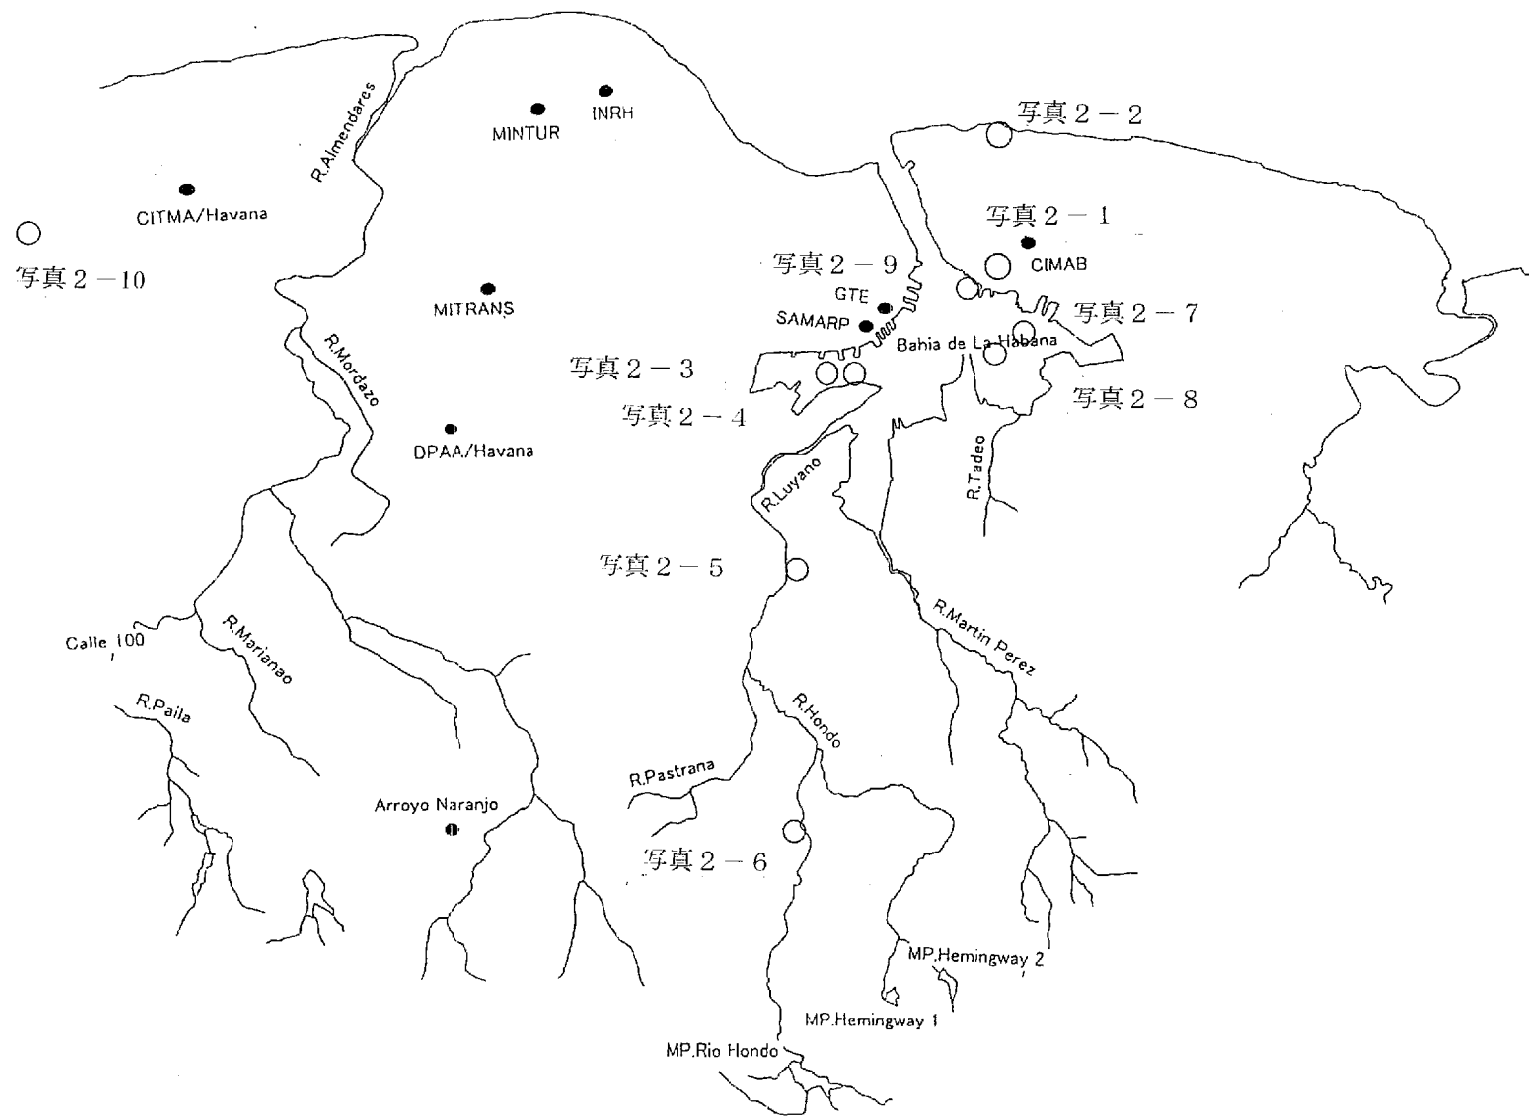 写真2-2
INRH
MINTUR
R.Almendares
CITMA/Havana
写真2-1
CIMAB
写真2-9
写真2-10
GTE
MITRANS
SAMARP
写真2-7
Bahia de La Habana
R.Mordazo
写真2-3
写真2-8
写真2-4
DPAA/Havana
R.Luyano
R.Tadeo
写真2-5
R.Martin Perez
Calle 100
R.Marianao
R.Paila
R.Hondo
R.Pastrana
Arroyo Naranjo
写真2-6
MP.Hemingway 2
MP.Hemingway 1
MP.Rio Hondo